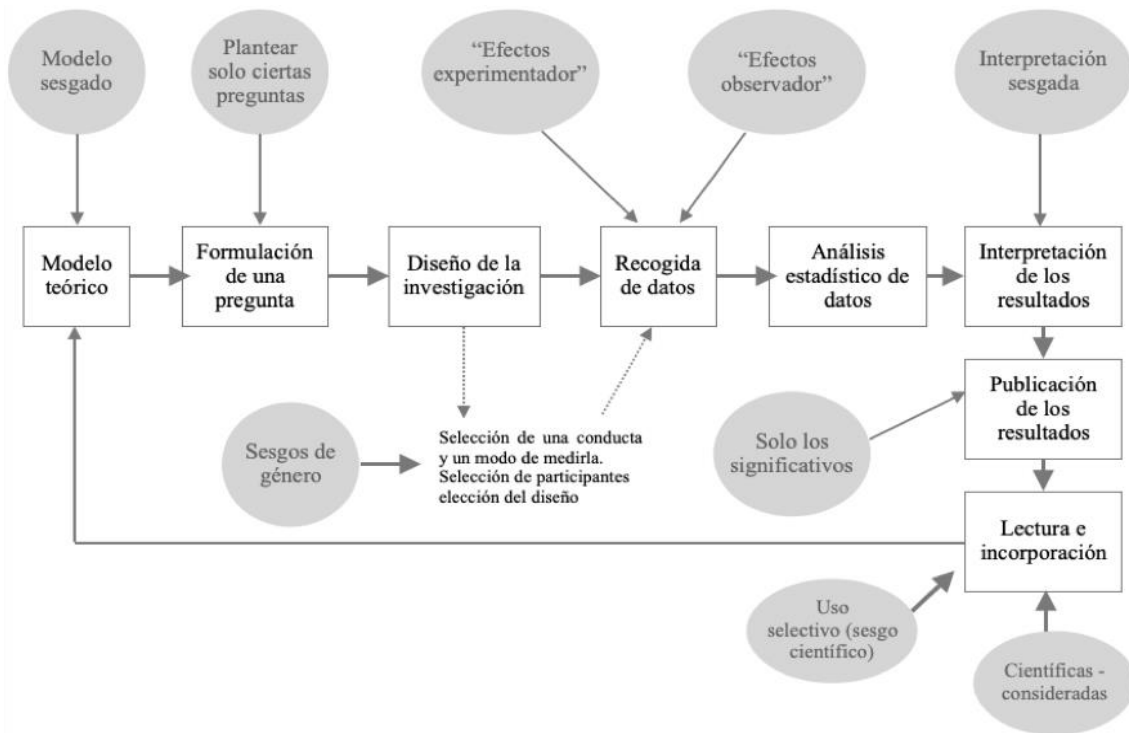 Modelo
sesgado
Plantear
solo ciertas
preguntas
“Efectos
experimentador”
“Efectos
observador”
Interpretación
sesgada
Modelo
teórico
Formulación
de una
pregunta
Diseño de la
investigación
Recogida
de datos
Análisis
estadístico de
datos
Interpretación
de los
resultados
Publicación
de los
resultados
Sesgos de
género
Selección de una conducta
y un modo de medirla.
Selección de participantes
elección del diseño
Solo los
significativos
Lectura e
incorporación
Uso
selectivo (sesgo
científico)
Científicas -
consideradas